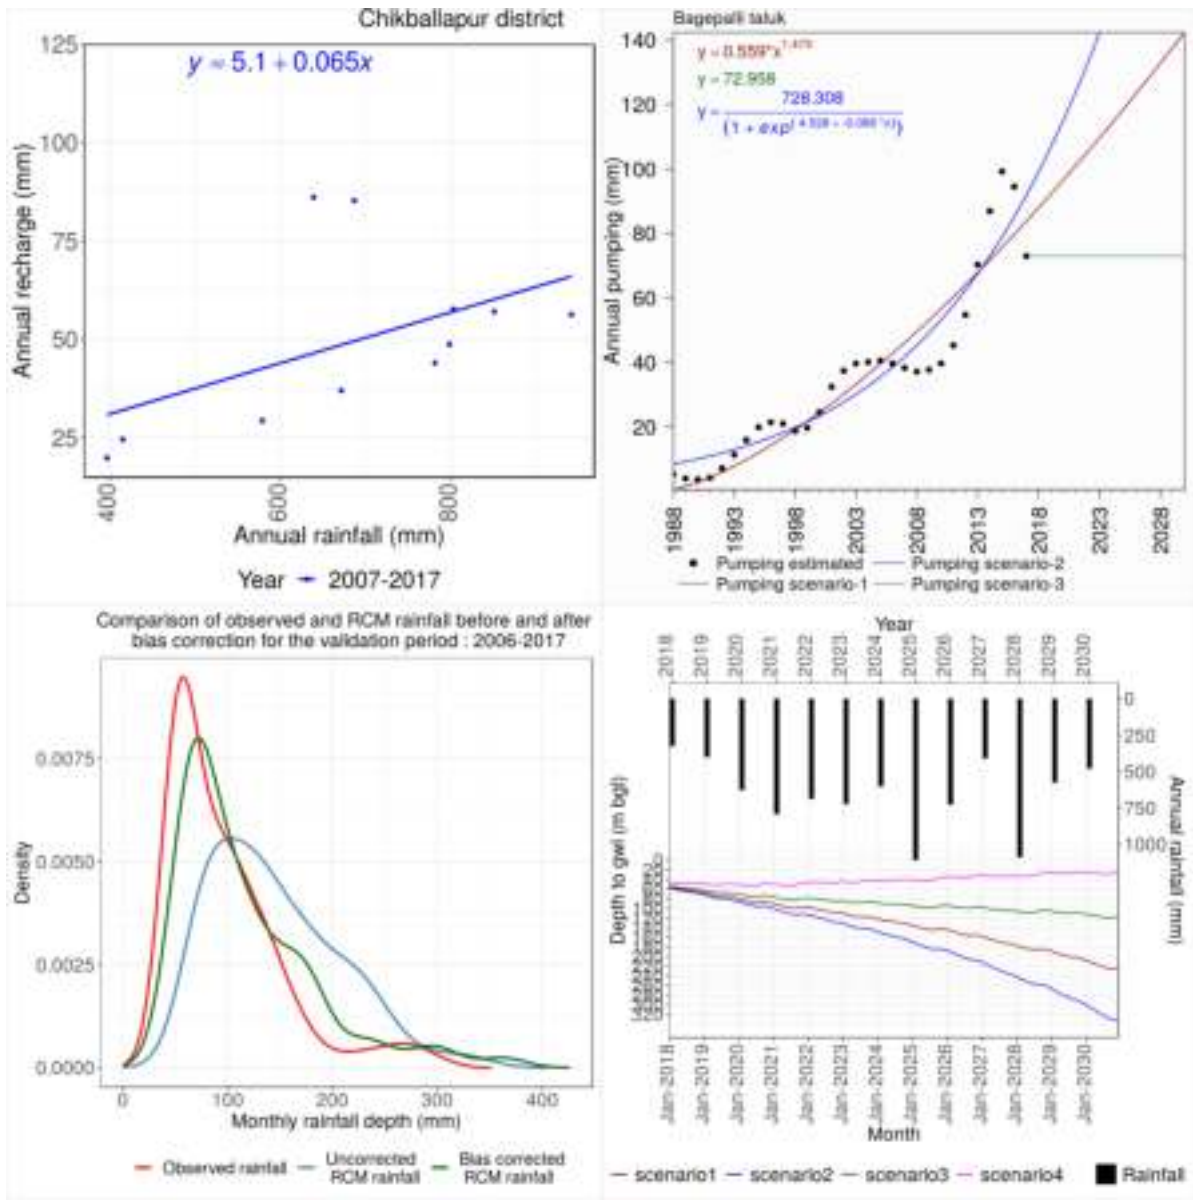 Chikballapur district
y ≈ 5.1 + 0.065x
125
100
75
50
25
Annual recharge (mm)
400
600
800
Annual rainfall (mm)
Year 2007-2017
Bagepalli taluk
y = 0.559*x
y = 72.958
y = 728.308
(1 + exp
140
120
100
80
60
40
20
Annual pumping (mm)
1988
1993
1998
2003
2008
2013
2018
2023
2028
Pumping estimated Pumping scenario-2
Pumping scenario-1 Pumping scenario-3
Comparison of observed and RCM rainfall before and after
bias correction for the validation period : 2006-2017
0.0075
0.0050
0.0025
0.0000
Density
0
100
200
300
400
Monthly rainfall depth (mm)
Observed rainfall
Uncorrected
RCM rainfall
Bias corrected
RCM rainfall
Year
2018
2019
2020
2021
2022
2023
2024
2025
2026
2027
2028
2029
2030
0
250
500
750
1000
Annual rainfall (mm)
Depth to gwl (m bgl)
Jan-2018
Jan-2019
Jan-2020
Jan-2021
Jan-2022
Jan-2023
Jan-2024
Jan-2025
Jan-2026
Jan-2027
Jan-2028
Jan-2029
Jan-2030
Month
scenario1 scenario2 scenario3 scenario4 Rainfall